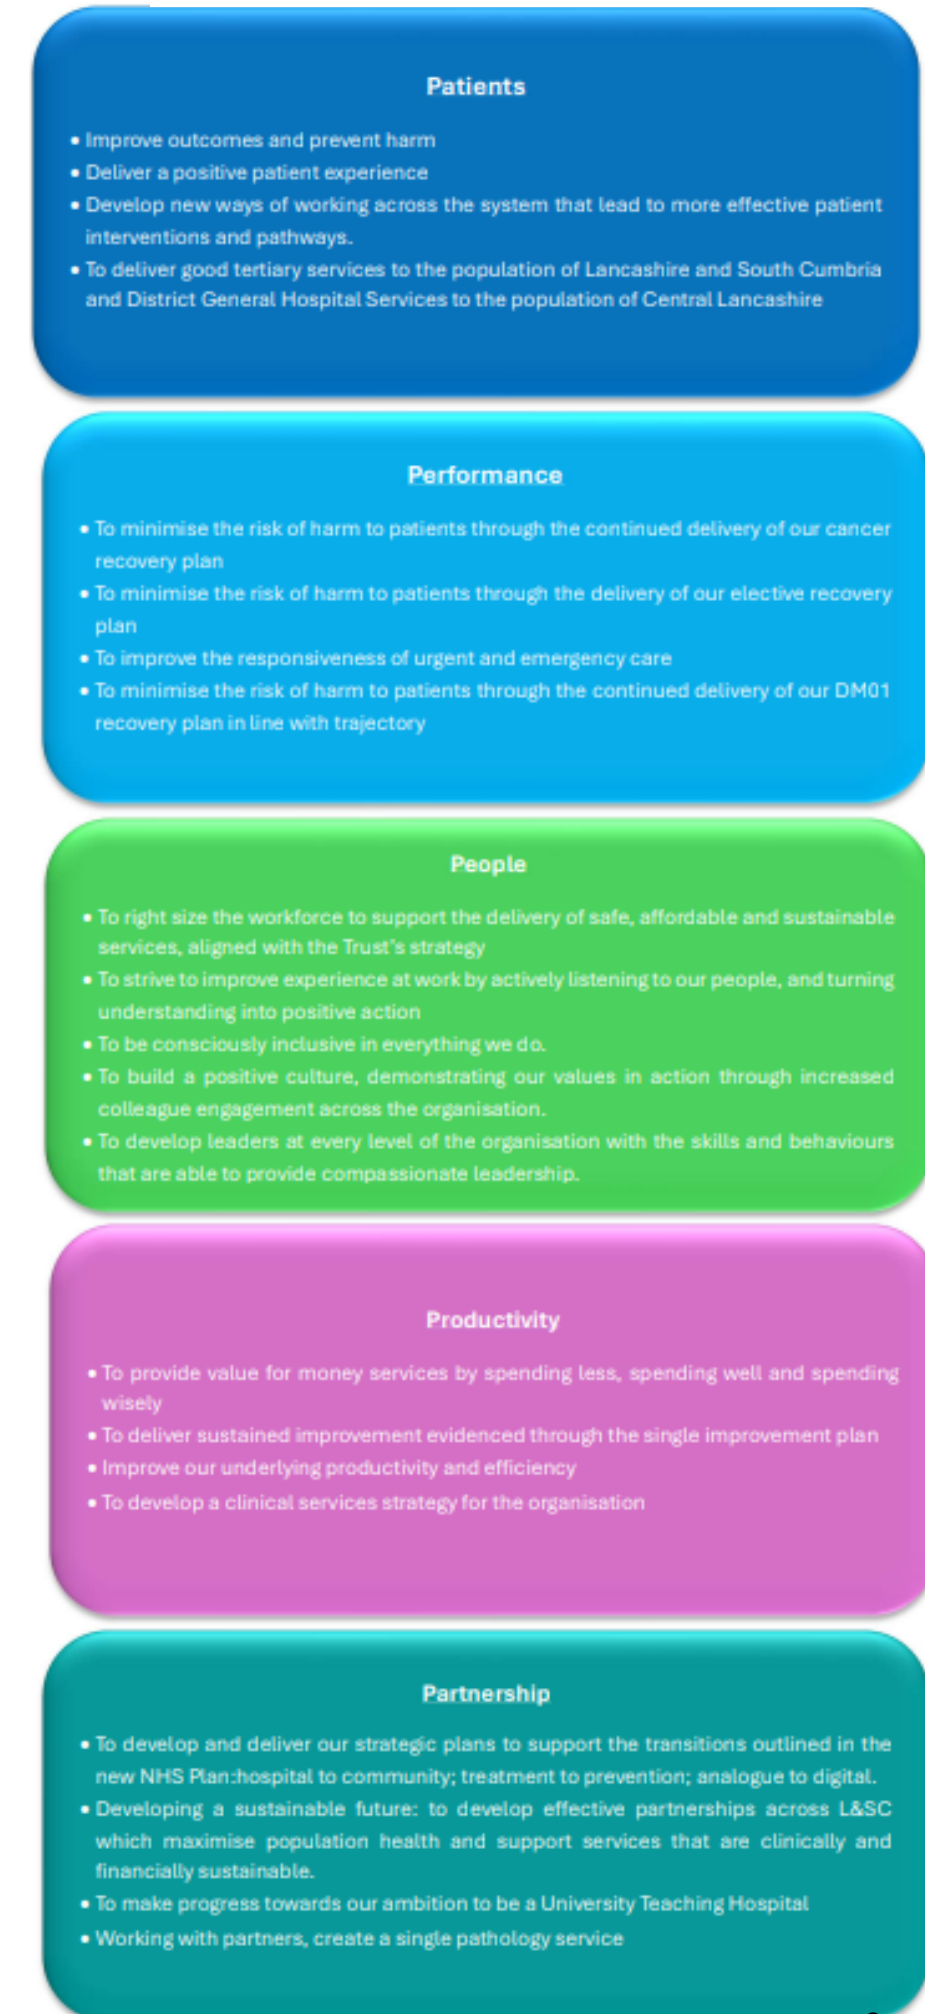 Patients
• Improve outcomes and prevent harm
• Deliver a positive patient experience
• Develop new ways of working across the system that lead to more effective patient
interventions and pathways.
• To deliver good tertiary services to the population of Lancashire and South Cumbria
and District General Hospital Services to the population of Central Lancashire
Performance
• To minimise the risk of harm to patients through the continued delivery of our cancer
recovery plan
• To minimise the risk of harm to patients through the delivery of our elective recovery
plan
• To improve the responsiveness of urgent and emergency care
• To minimise the risk of harm to patients through the continued delivery of our DM01
recovery plan in line with trajectory
People
• To right size the workforce to support the delivery of safe, affordable and sustainable
services, aligned with the Trust's strategy
• To strive to improve experience at work by actively listening to our people, and turning
understanding into positive action
• To be consciously inclusive in everything we do.
• To build a positive culture, demonstrating our values in action through increased
colleague engagement across the organisation.
• To develop leaders at every level of the organisation with the skills and behaviours
that are able to provide compassionate leadership.
Productivity
• To provide value for money services by spending less, spending well and spending
wisely
• To deliver sustained improvement evidenced through the single improvement plan
• Improve our underlying productivity and efficiency
• To develop a clinical services strategy for the organisation
Partnership
• To develop and deliver our strategic plans to support the transitions outlined in the
new NHS Plan:hospital to community; treatment to prevention; analogue to digital.
• Developing a sustainable future: to develop effective partnerships across L&SC
which maximise population health and support services that are clinically and
financially sustainable.
• To make progress towards our ambition to be a University Teaching Hospital
• Working with partners, create a single pathology service